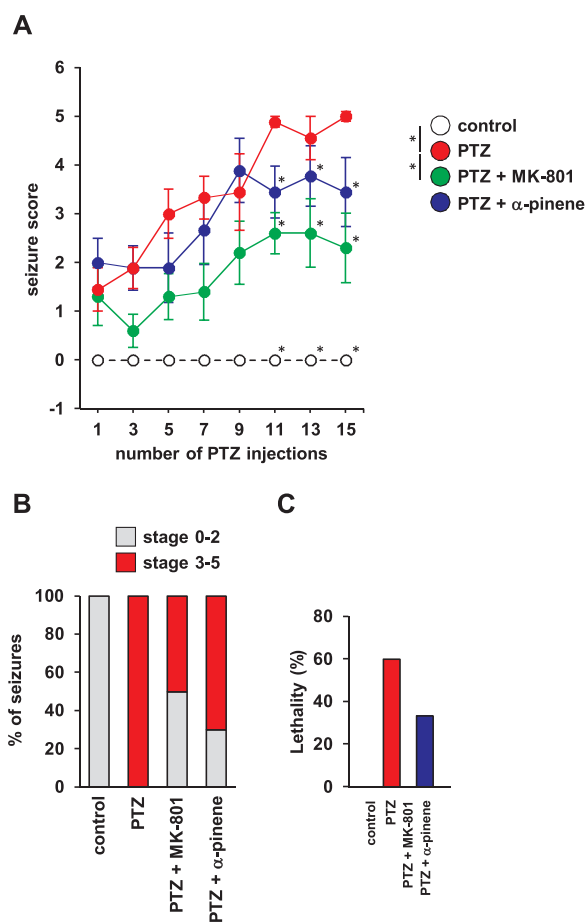 A
6
5
4
3
2
1
0
-1
seizure score
1 3 5 7 9 11 13 15
number of PTZ injections
* * *
* * *
* * *
control
PTZ
PTZ + MK-801
PTZ + α-pinene
*
*
B
stage 0-2
stage 3-5
100
80
60
40
20
0
% of seizures
control
PTZ
PTZ + MK-801
PTZ + α-pinene
C
80
60
40
20
0
Lethality (%)
control
PTZ
PTZ + MK-801
PTZ + α-pinene